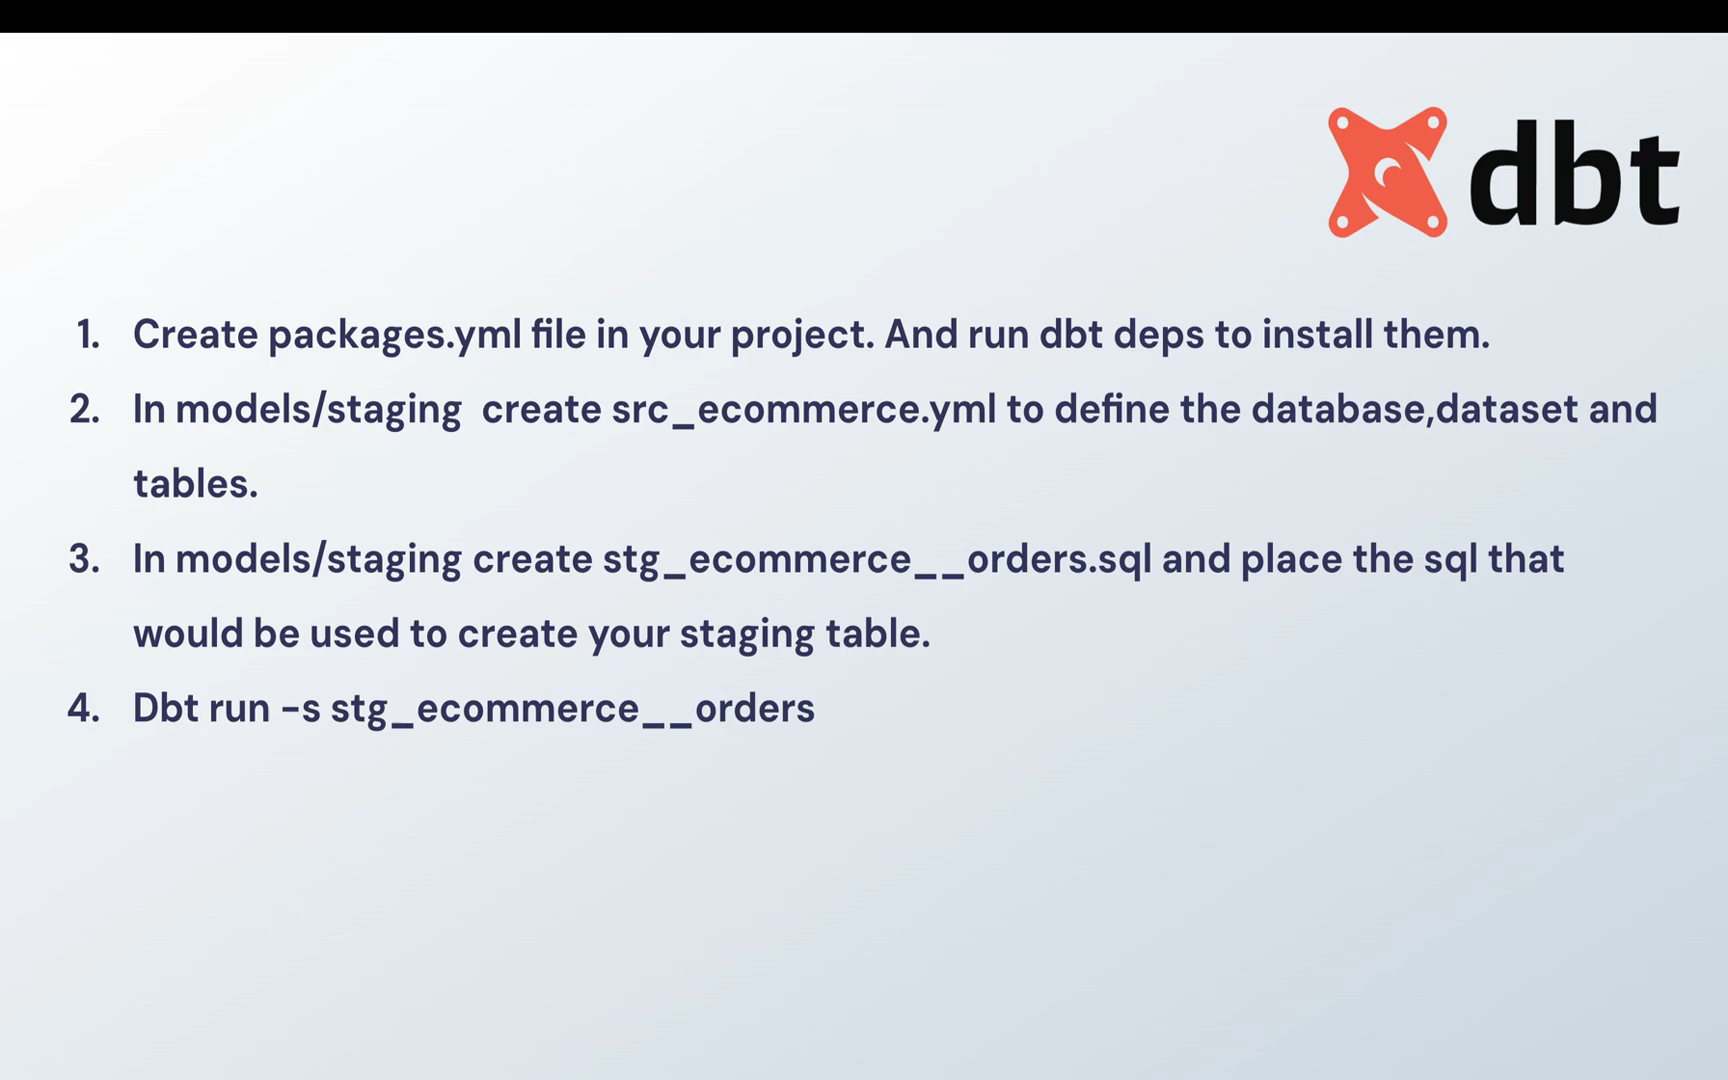 dbt
1. Create packages.yml file in your project. And run dbt deps to install them.
2. In models/staging  create src_ecommerce.yml to define the database,dataset and
tables.
3. In models/staging create stg_ecommerce__orders.sql and place the sql that
would be used to create your staging table.
4. Dbt run -s stg_ecommerce__orders